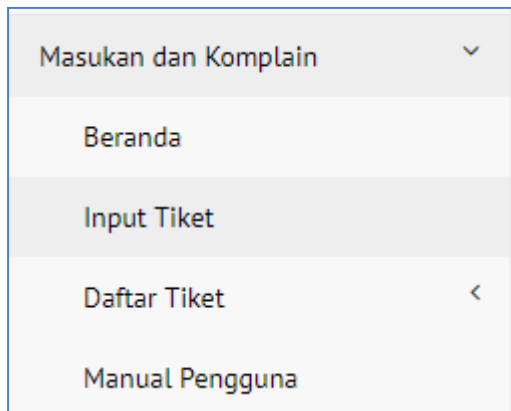 Masukan dan Komplain
Beranda
Input Tiket
Daftar Tiket
Manual Pengguna